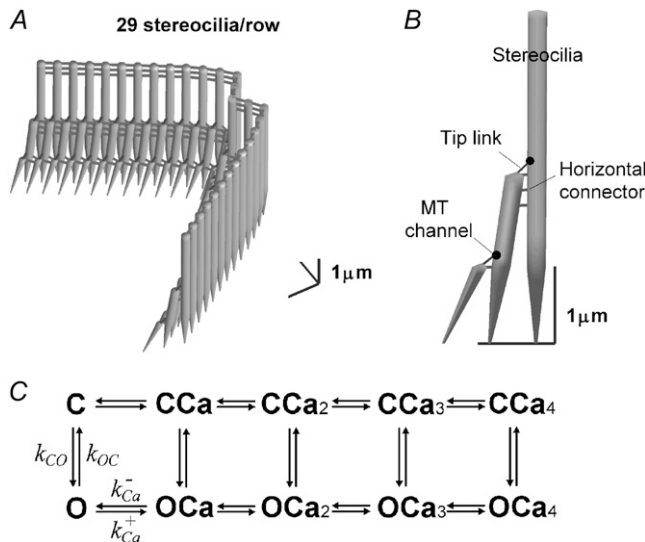 A
29 stereocilia/row
1μm
B
Stereocilia
Tip link
Horizontal
connector
MT
channel
1μm
C
C CCa CCa2 CCa3 CCa4
kCO kOC
k-Ca
k+Ca
O OCa OCa2 OCa3 OCa4